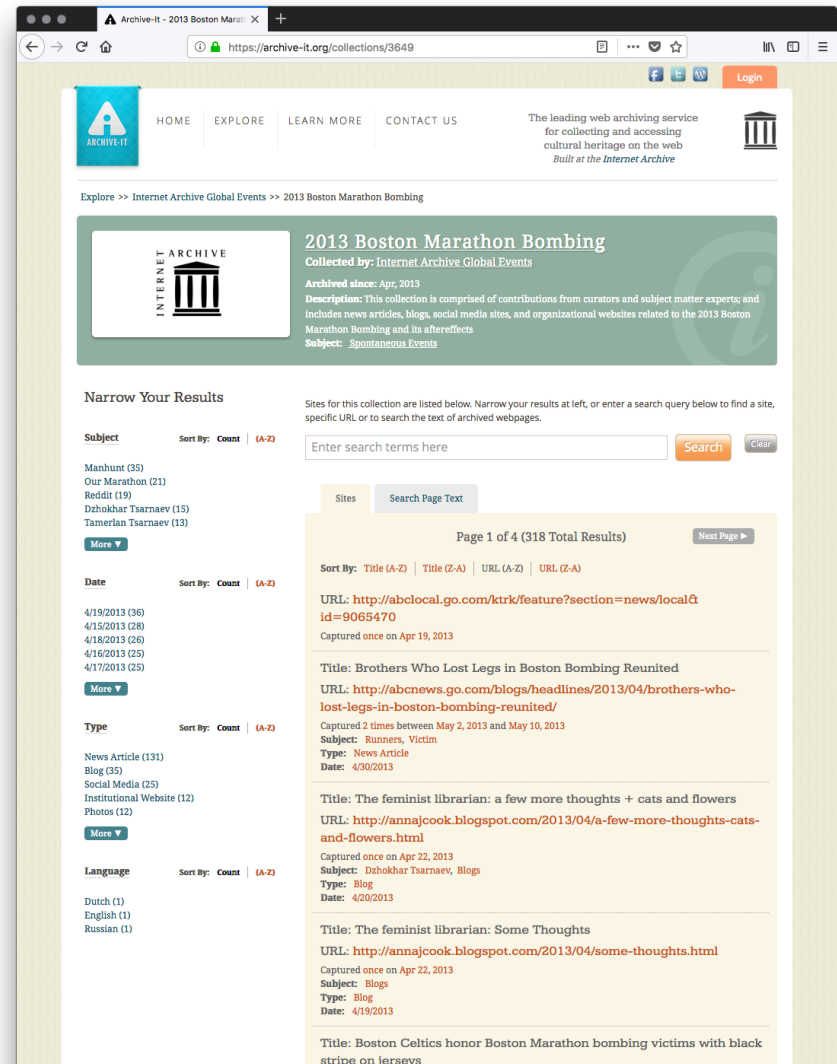 Archive-It - 2013 Boston Marat
https://archive-it.org/collections/3649
Login
ARCHIVE-IT
HOME EXPLORE LEARN MORE CONTACT US
The leading web archiving service
for collecting and accessing
cultural heritage on the web
Built at the Internet Archive
Explore >> Internet Archive Global Events >> 2013 Boston Marathon Bombing
INTERNET ARCHIVE
2013 Boston Marathon Bombing
Collected by: Internet Archive Global Events
Archived since: Apr, 2013
Description: This collection is comprised of contributions from curators and subject matter experts; and
includes news articles, blogs, social media sites, and organizational websites related to the 2013 Boston
Marathon Bombing and its aftereffects
Subject: Spontaneous Events
Narrow Your Results
Subject Sort By: Count | (A-Z)
Manhunt (35)
Our Marathon (21)
Reddit (19)
Dzhokhar Tsarnaev (15)
Tamerlan Tsarnaev (13)
More ▼
Date Sort By: Count | (A-Z)
4/19/2013 (36)
4/15/2013 (28)
4/18/2013 (26)
4/16/2013 (25)
4/17/2013 (25)
More ▼
Type Sort By: Count | (A-Z)
News Article (131)
Blog (35)
Social Media (25)
Institutional Website (12)
Photos (12)
More ▼
Language Sort By: Count | (A-Z)
Dutch (1)
English (1)
Russian (1)
Sites for this collection are listed below. Narrow your results at left, or enter a search query below to find a site,
specific URL or to search the text of archived webpages.
Enter search terms here
Search
Clear
Sites
Search Page Text
Page 1 of 4 (318 Total Results)
Next Page ▶
Sort By: Title (A-Z) | Title (Z-A) | URL (A-Z) | URL (Z-A)
URL: http://abclocal.go.com/ktrk/feature?section=news/local&
id=9065470
Captured once on Apr 19, 2013
Title: Brothers Who Lost Legs in Boston Bombing Reunited
URL: http://abcnews.go.com/blogs/headlines/2013/04/brothers-who-
lost-legs-in-boston-bombing-reunited/
Captured 2 times between May 2, 2013 and May 10, 2013
Subject: Runners, Victim
Type: News Article
Date: 4/30/2013
Title: The feminist librarian: a few more thoughts + cats and flowers
URL: http://annajcook.blogspot.com/2013/04/a-few-more-thoughts-cats-
and-flowers.html
Captured once on Apr 22, 2013
Subject: Dzhokhar Tsarnaev, Blogs
Type: Blog
Date: 4/20/2013
Title: The feminist librarian: Some Thoughts
URL: http://annajcook.blogspot.com/2013/04/some-thoughts.html
Captured once on Apr 22, 2013
Subject: Blogs
Type: Blog
Date: 4/19/2013
Title: Boston Celtics honor Boston Marathon bombing victims with black
stripe on jerseys